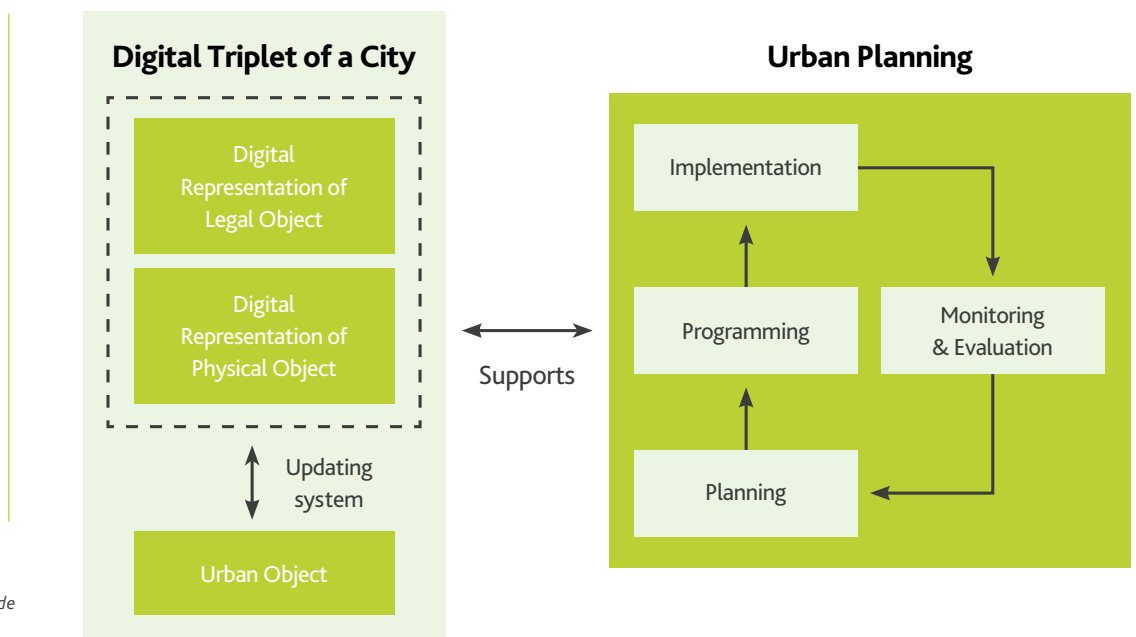 Digital Triplet of a City
Digital
Representation of
Legal Object
Digital
Representation of
Physical Object
Updating
system
Urban Object
Supports
Urban Planning
Implementation
Programming
Monitoring
& Evaluation
Planning
de